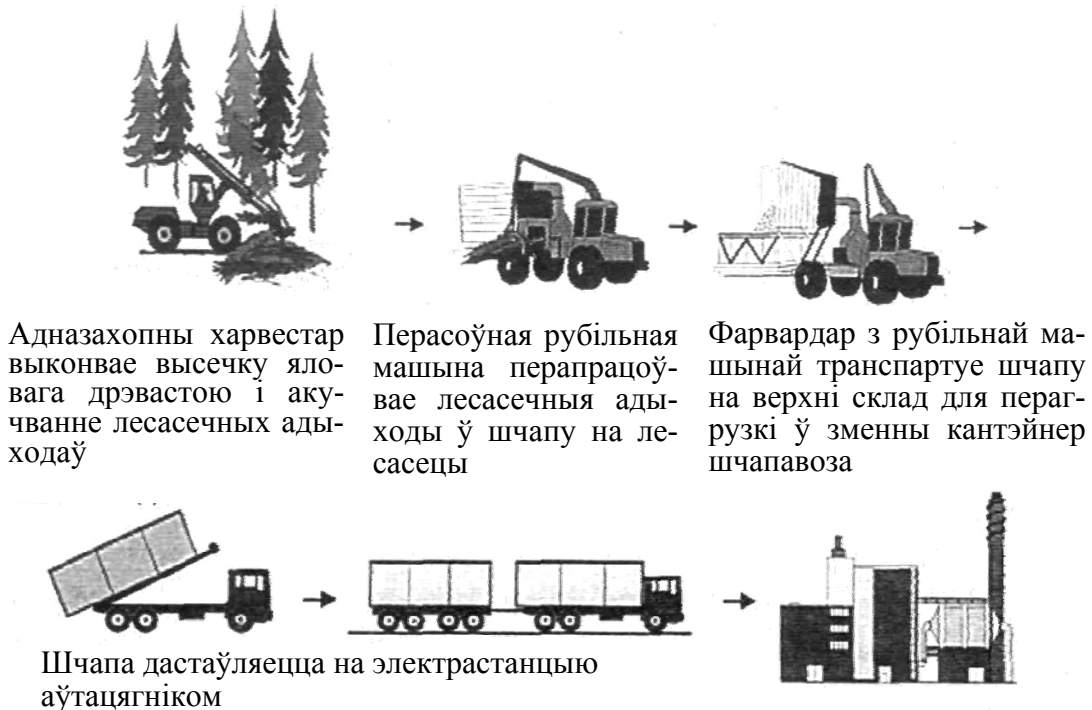 Адназахопны харвестар
выконвае высечку яло-
вага дрэвастою і аку-
чванне лесасечных ады-
ходаў
Перасоўная рубільная
машына перапрацоў-
вае лесасечныя ады-
ходы ў шчапу на ле-
сасецы
Фарвардар з рубільнай ма-
шынай транспартуе шчапу
на верхні склад для пераг-
рузкі ў зменны кантэйнер
шчапавоза
Шчапа дастаўляецца на электрастанцыю
аўтацягніком